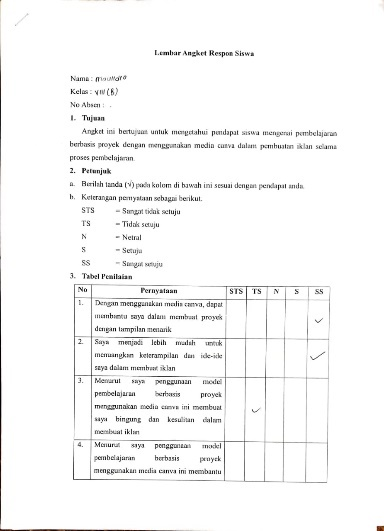 Lembar Angket Respon Siswa
Nama : maulidia
Kelas : VIII (B)
No Absen : .
1. Tujuan
Angket ini bertujuan untuk mengetahui pendapat siswa mengenai pembelajaran
berbasis proyek dengan menggunakan media canva dalam pembuatan iklan selama
proses pembelajaran.
2. Petunjuk
a. Berilah tanda (√) pada kolom di bawah ini sesuai dengan pendapat anda.
b. Keterangan pernyataan sebagai berikut.
STS = Sangat tidak setuju
TS = Tidak setuju
N = Netral
S = Setuju
SS = Sangat setuju
3. Tabel Penilaian
No Pernyataan STS TS N S SS
1. Dengan menggunakan media canva, dapat
membantu saya dalam membuat proyek
dengan tampilan menarik ✓
2. Saya menjadi lebih mudah untuk
menuangkan keterampilan dan ide-ide ✓
saya dalam membuat iklan
3. Menurut saya penggunaan model
pembelajaran berbasis proyek
menggunakan media canva ini membuat ✓
saya bingung dan kesulitan dalam
membuat iklan
4. Menurut saya penggunaan model
pembelajaran berbasis proyek
menggunakan media canva ini membantu